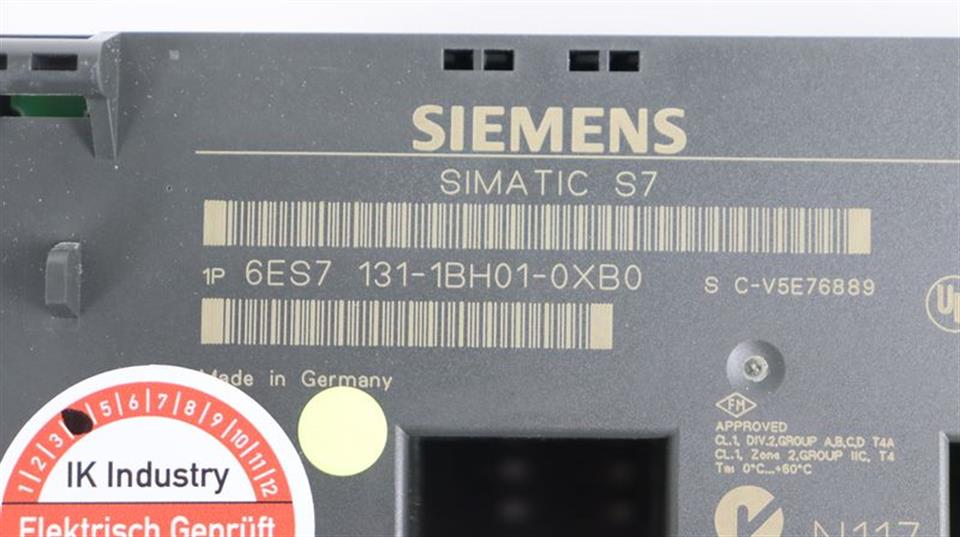 SIEMENS
SIMATIC S7
1P 6ES7 131-1BH01-0XB0
S C-V5E76889
Made in Germany
FM
APPROVED
CL.1, DIV.2,GROUP A,B,C,D T4A
CL.1, Zone 2,GROUP IIC, T4
Ta: 0°C...+60°C
N117
1 2 3 5 6 7 8 9 10 11 12
IK Industry
Elektrisch Geprüft